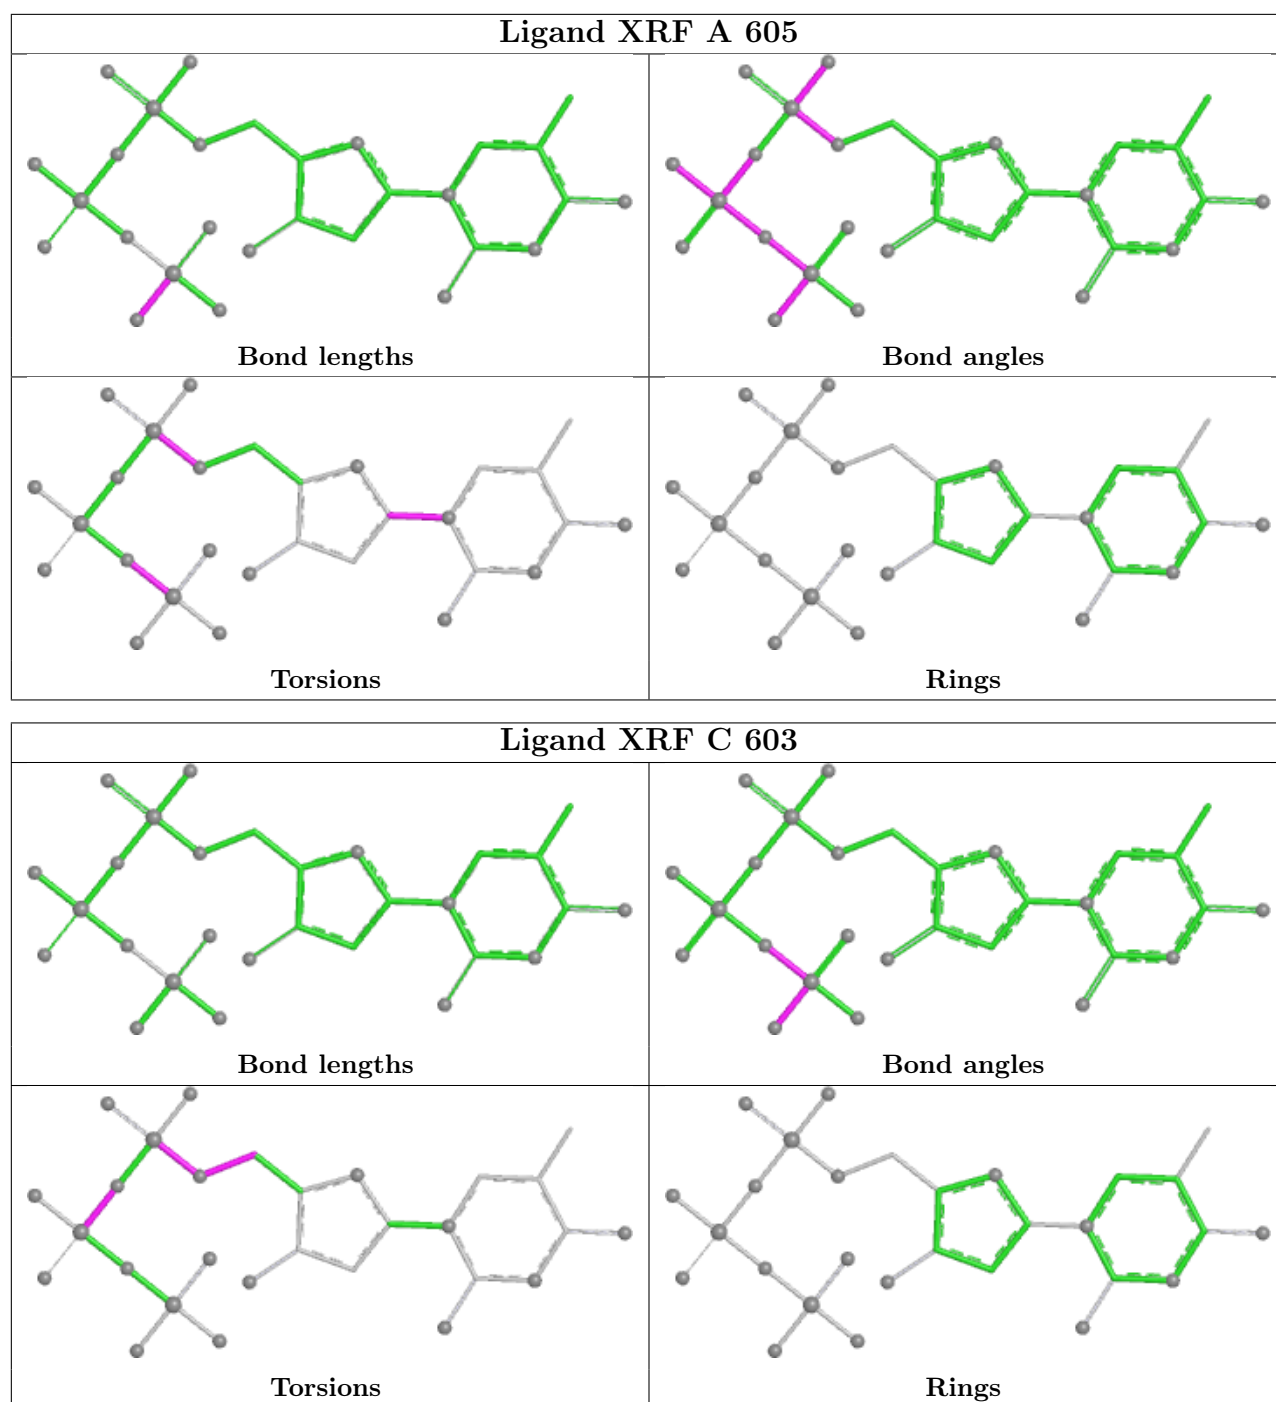 Ligand XRF A 605
Bond lengths
Bond angles
Torsions
Rings
Ligand XRF C 603
Bond lengths
Bond angles
Torsions
Rings